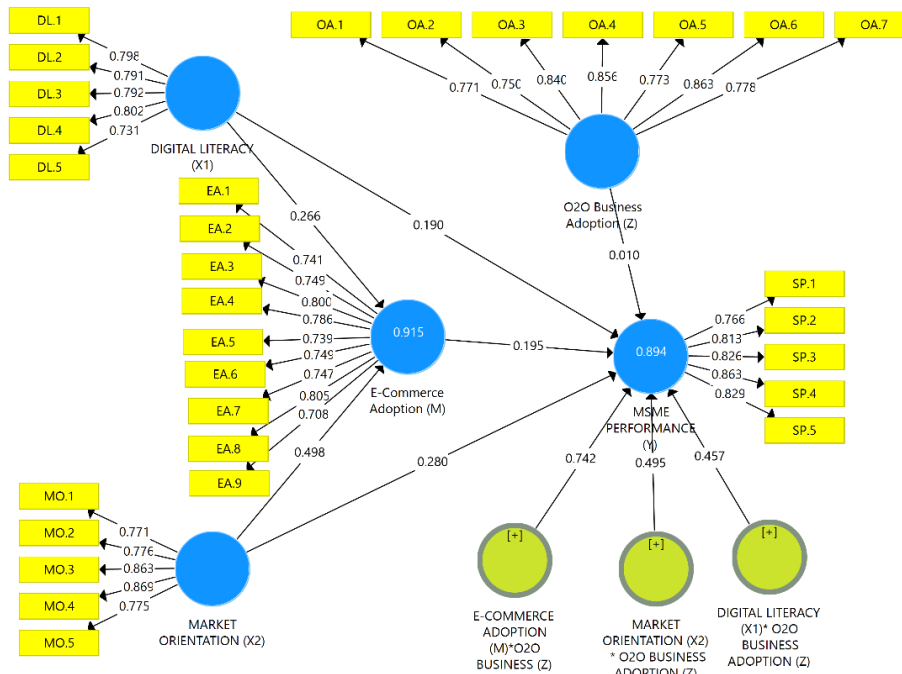 DL.1
DL.2
DL.3
DL.4
DL.5
0.798
0.791
0.792
0.802
0.731
DIGITAL LITERACY
(X1)
OA.1
OA.2
OA.3
OA.4
OA.5
OA.6
OA.7
0.771
0.750
0.840
0.856
0.773
0.863
0.778
O2O Business
Adoption (Z)
0.266
0.190
0.010
EA.1
EA.2
EA.3
EA.4
EA.5
EA.6
EA.7
EA.8
EA.9
0.741
0.749
0.800
0.786
0.739
0.749
0.747
0.805
0.708
0.915
E-Commerce
Adoption (M)
0.195
0.894
MSME
PERFORMANCE
(Y)
SP.1
SP.2
SP.3
SP.4
SP.5
0.766
0.813
0.826
0.863
0.829
0.498
0.280
MO.1
MO.2
MO.3
MO.4
MO.5
0.771
0.776
0.863
0.869
0.775
MARKET
ORIENTATION (X2)
0.742
0.495
0.457
[+]
E-COMMERCE
ADOPTION
(M)*O2O
BUSINESS (Z)
[+]
MARKET
ORIENTATION (X2)
* O2O BUSINESS
ADOPTION (Z)
[+]
DIGITAL LITERACY
(X1)* O2O
BUSINESS
ADOPTION (Z)